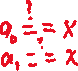 ?
a₀ = x
?
a₁ = x